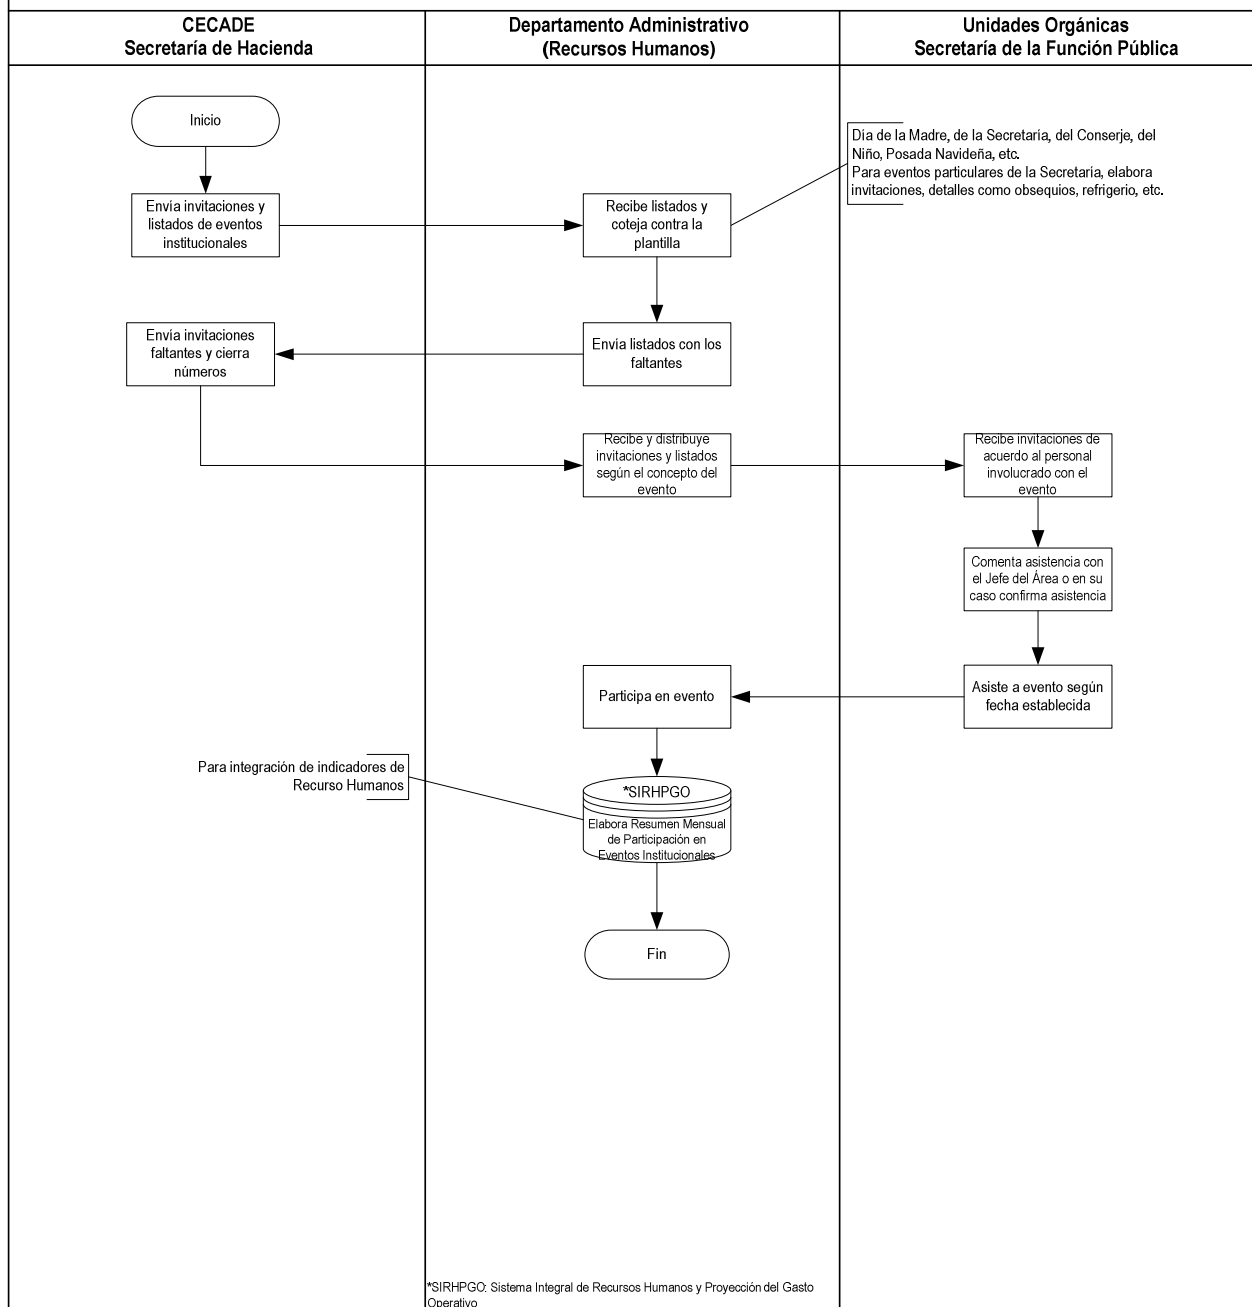 CECADE
Secretaría de Hacienda
Departamento Administrativo
(Recursos Humanos)
Unidades Orgánicas
Secretaría de la Función Pública
Inicio
Día de la Madre, de la Secretaria, del Conserje, del
Niño, Posada Navideña, etc.
Para eventos particulares de la Secretaría, elabora
invitaciones, detalles como obsequios, refrigerio, etc.
Envía invitaciones y
listados de eventos
institucionales
Recibe listados y
coteja contra la
plantilla
Envía invitaciones
faltantes y cierra
números
Envía listados con los
faltantes
Recibe y distribuye
invitaciones y listados
según el concepto del
evento
Recibe invitaciones de
acuerdo al personal
involucrado con el
evento
Comenta asistencia con
el Jefe del Área o en su
caso confirma asistencia
Participa en evento
Asiste a evento según
fecha establecida
Para integración de indicadores de
Recurso Humanos
*SIRHPGO
Elabora Resumen Mensual
de Participación en
Eventos Institucionales
Fin
*SIRHPGO: Sistema Integral de Recursos Humanos y Proyección del Gasto
Operativo